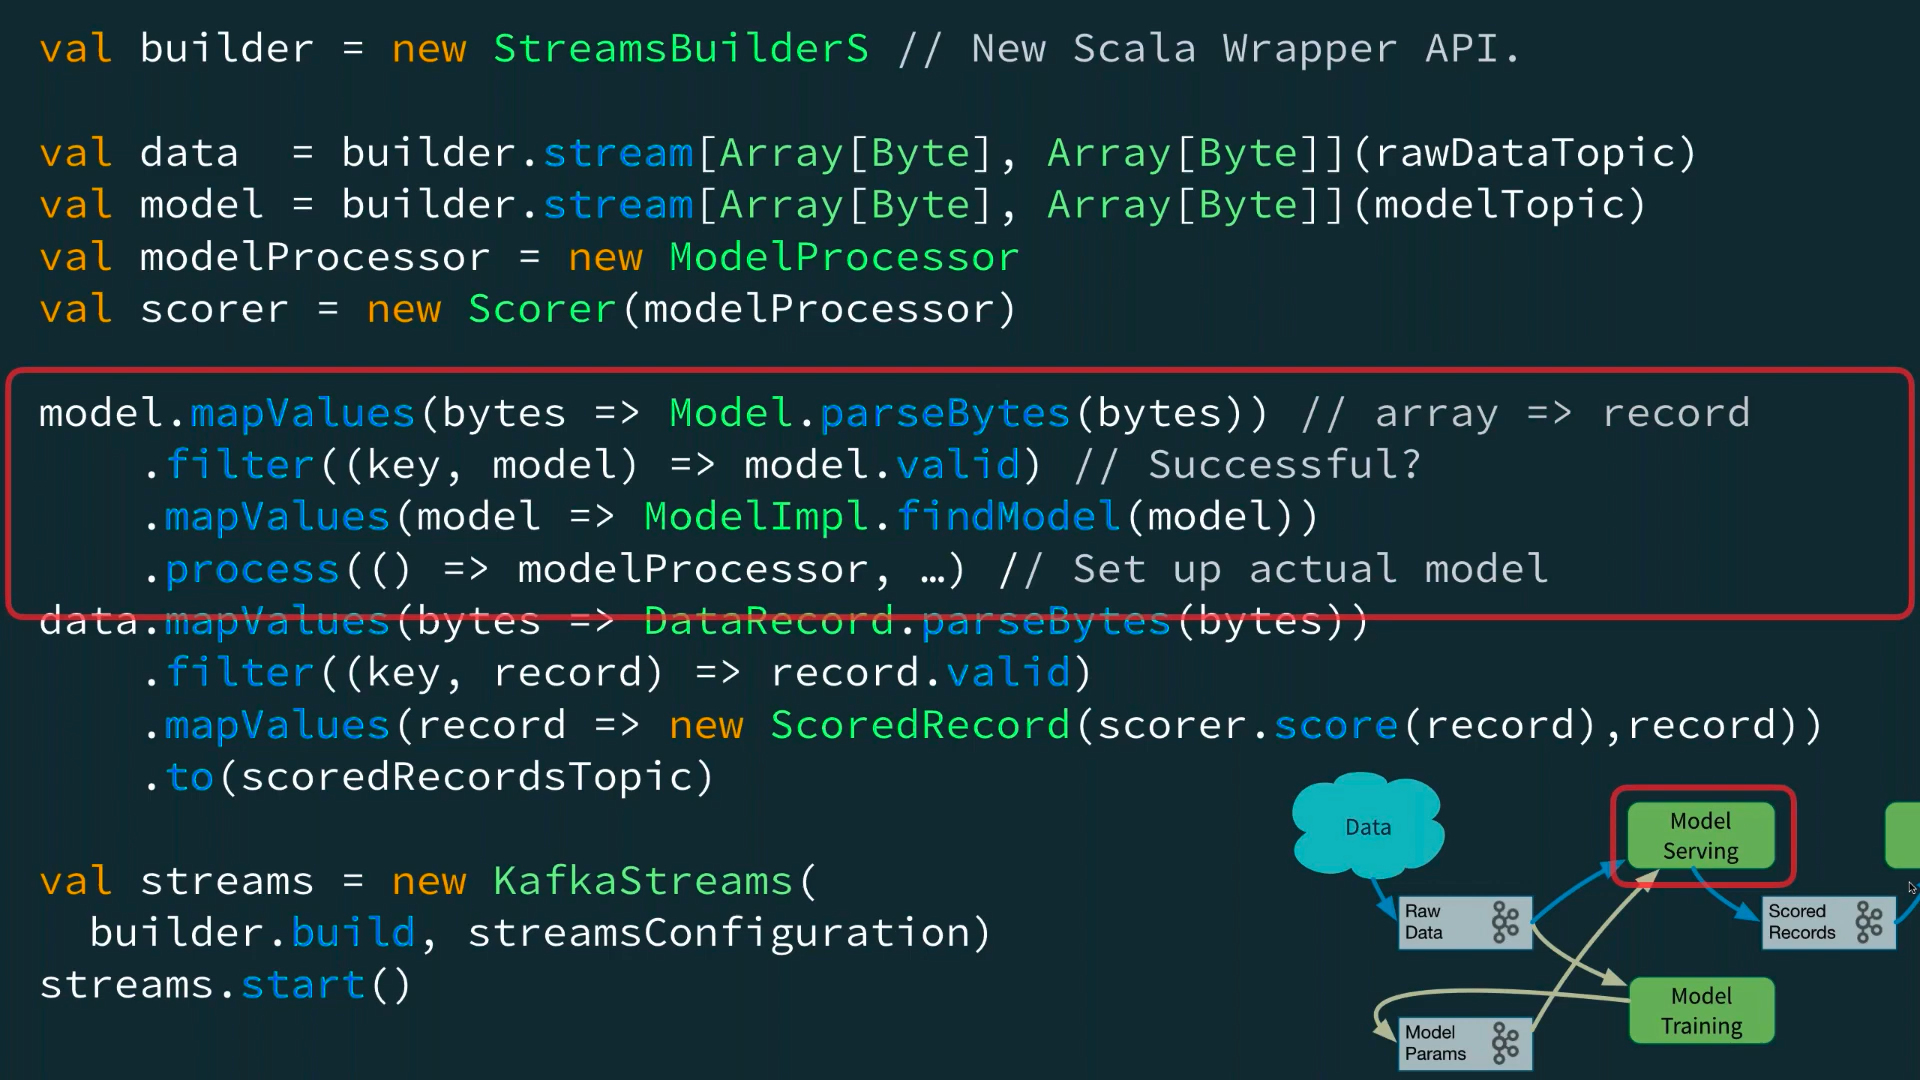 val builder = new StreamsBuilderS // New Scala Wrapper API.
val data  = builder.stream[Array[Byte], Array[Byte]](rawDataTopic)
val model = builder.stream[Array[Byte], Array[Byte]](modelTopic)
val modelProcessor = new ModelProcessor
val scorer = new Scorer(modelProcessor)
model.mapValues(bytes => Model.parseBytes(bytes)) // array => record
.filter((key, model) => model.valid) // Successful?
.mapValues(model => ModelImpl.findModel(model))
.process(() => modelProcessor, …) // Set up actual model
data.mapValues(bytes => DataRecord.parseBytes(bytes))
.filter((key, record) => record.valid)
.mapValues(record => new ScoredRecord(scorer.score(record),record))
.to(scoredRecordsTopic)
val streams = new KafkaStreams(
builder.build, streamsConfiguration)
streams.start()
Data
Model
Serving
Raw
Data
Scored
Records
Model
Training
Model
Params